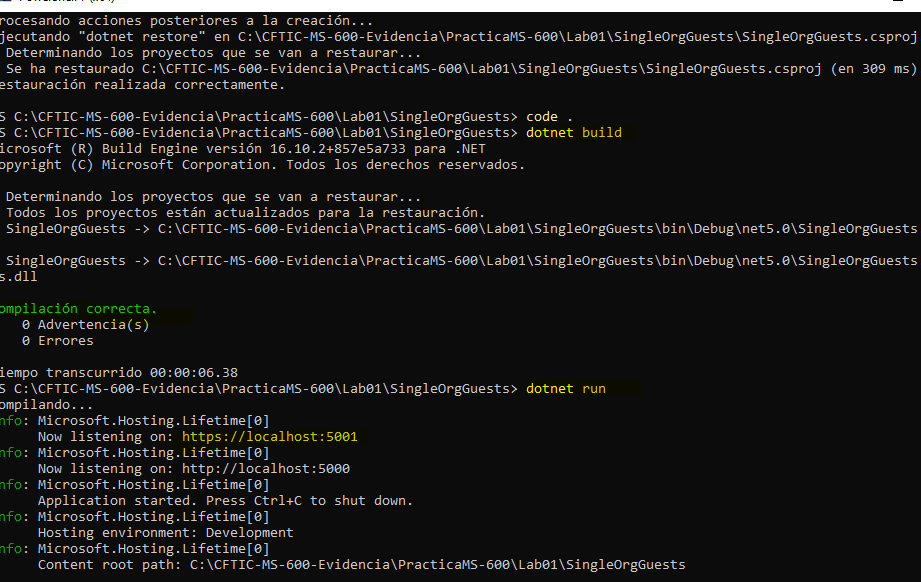 rocesando acciones posteriores a la creación...
jecutando "dotnet restore" en C:\CFTIC-MS-600-Evidencia\PracticaMS-600\Lab01\SingleOrgGuests\SingleOrgGuests.csproj
Determinando los proyectos que se van a restaurar...
Se ha restaurado C:\CFTIC-MS-600-Evidencia\PracticaMS-600\Lab01\SingleOrgGuests\SingleOrgGuests.csproj (en 309 ms)
estauración realizada correctamente.
S C:\CFTIC-MS-600-Evidencia\PracticaMS-600\Lab01\SingleOrgGuests> code .
S C:\CFTIC-MS-600-Evidencia\PracticaMS-600\Lab01\SingleOrgGuests> dotnet build
icrosoft (R) Build Engine versión 16.10.2+857e5a733 para .NET
opyright (C) Microsoft Corporation. Todos los derechos reservados.
Determinando los proyectos que se van a restaurar...
Todos los proyectos están actualizados para la restauración.
SingleOrgGuests -> C:\CFTIC-MS-600-Evidencia\PracticaMS-600\Lab01\SingleOrgGuests\bin\Debug\net5.0\SingleOrgGuests
SingleOrgGuests -> C:\CFTIC-MS-600-Evidencia\PracticaMS-600\Lab01\SingleOrgGuests\bin\Debug\net5.0\SingleOrgGuests
s.dll
ompilación correcta.
0 Advertencia(s)
0 Errores
iempo transcurrido 00:00:06.38
S C:\CFTIC-MS-600-Evidencia\PracticaMS-600\Lab01\SingleOrgGuests> dotnet run
ompilando...
nfo: Microsoft.Hosting.Lifetime[0]
Now listening on: https://localhost:5001
nfo: Microsoft.Hosting.Lifetime[0]
Now listening on: http://localhost:5000
nfo: Microsoft.Hosting.Lifetime[0]
Application started. Press Ctrl+C to shut down.
nfo: Microsoft.Hosting.Lifetime[0]
Hosting environment: Development
nfo: Microsoft.Hosting.Lifetime[0]
Content root path: C:\CFTIC-MS-600-Evidencia\PracticaMS-600\Lab01\SingleOrgGuests